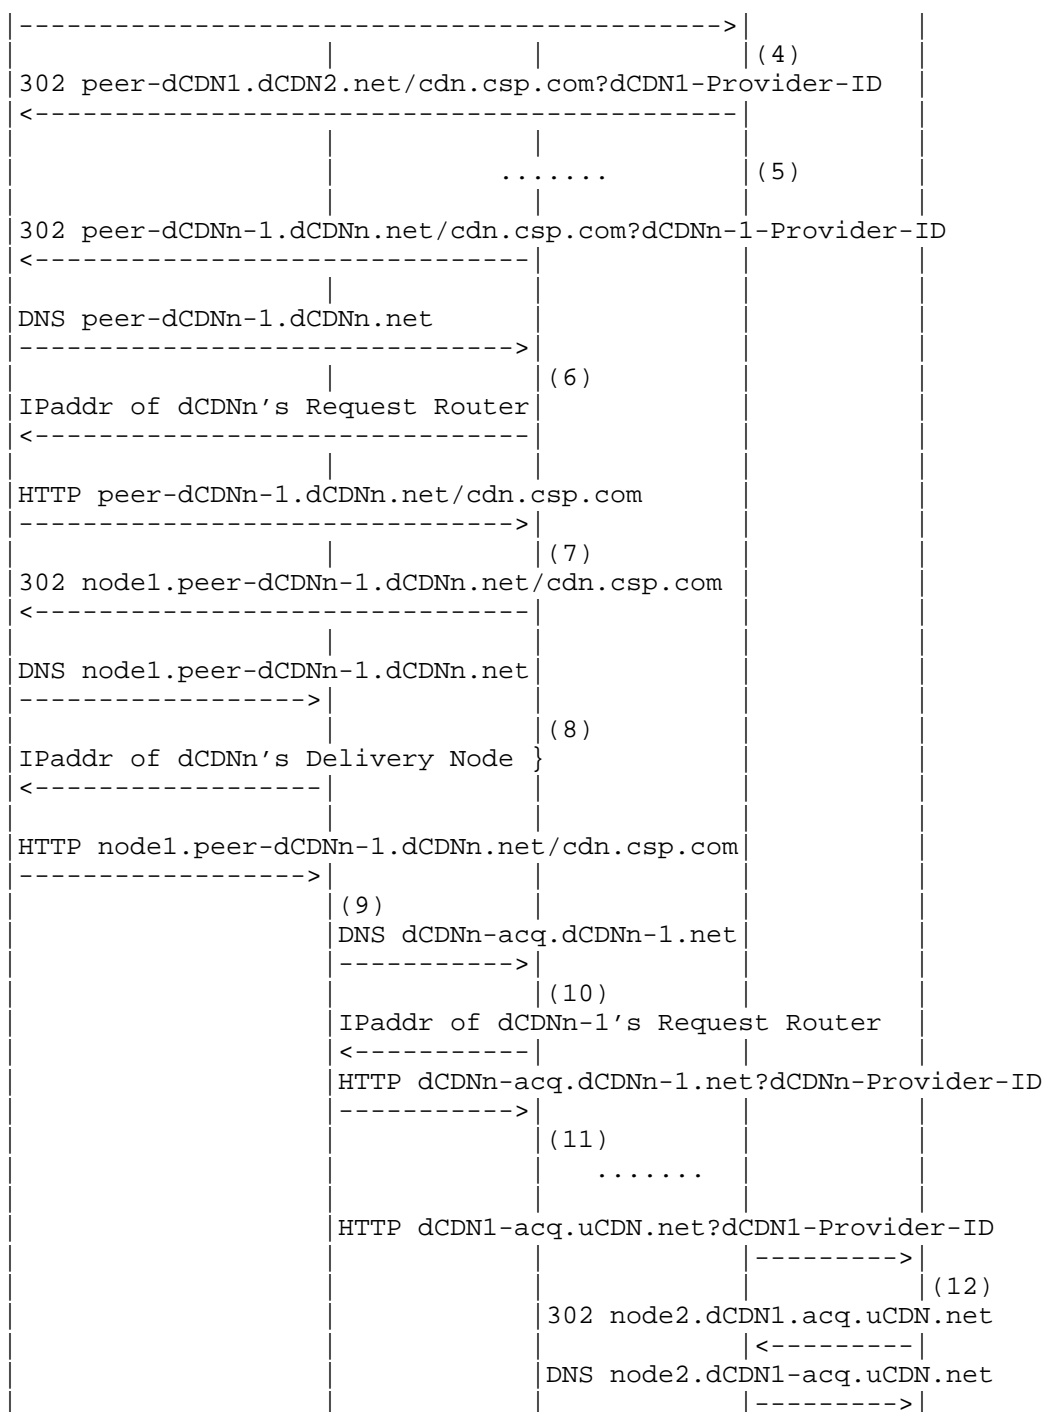 |-------------------------------------------->| |
| | | |(4)
|302 peer-dCDN1.dCDN2.net/cdn.csp.com?dCDN1-Provider-ID |
|<--------------------------------------------| |
| | | | |
| | ....... |(5) |
| | | | |
|302 peer-dCDNn-1.dCDNn.net/cdn.csp.com?dCDNn-1-Provider-ID
|<-------------------------------| | |
| | | | |
|DNS peer-dCDNn-1.dCDNn.net | | |
|------------------------------->| | |
| | |(6) | |
|IPaddr of dCDNn's Request Router| | |
|<-------------------------------| | |
| | | | |
|HTTP peer-dCDNn-1.dCDNn.net/cdn.csp.com | |
|------------------------------->| | |
| | |(7) | |
|302 node1.peer-dCDNn-1.dCDNn.net/cdn.csp.com | |
|<-------------------------------| | |
| | | | |
|DNS node1.peer-dCDNn-1.dCDNn.net| | |
|------------------>| | | |
| | |(8) | |
|IPaddr of dCDNn's Delivery Node } | |
|<------------------| | | |
| | | | |
|HTTP node1.peer-dCDNn-1.dCDNn.net/cdn.csp.com| |
|------------------>| | | |
| |(9) | | |
| |DNS dCDNn-acq.dCDNn-1.net| |
| |----------->| | |
| | |(10) | |
| |IPaddr of dCDNn-1's Request Router |
| |<-----------| | |
| |HTTP dCDNn-acq.dCDNn-1.net?dCDNn-Provider-ID
| |----------->| | |
| | |(11) | |
| | | ....... | |
| | | | |
| |HTTP dCDN1-acq.uCDN.net?dCDN1-Provider-ID
| | | |--------->|
| | | | |(12)
| | |302 node2.dCDN1.acq.uCDN.net
| | | |<---------|
| | |DNS node2.dCDN1-acq.uCDN.net
| | | |--------->|